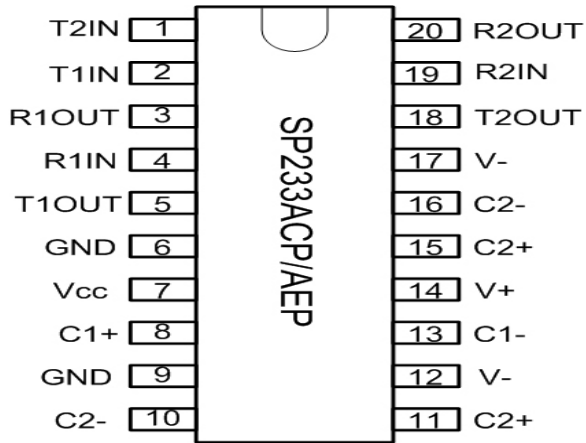 T2IN 1 20 R2OUT
T1IN 2 19 R2IN
R1OUT 3 18 T2OUT
R1IN 4 17 V-
T1OUT 5 16 C2-
GND 6 15 C2+
Vcc 7 14 V+
C1+ 8 13 C1-
GND 9 12 V-
C2- 10 11 C2+
SP233ACP/AEP